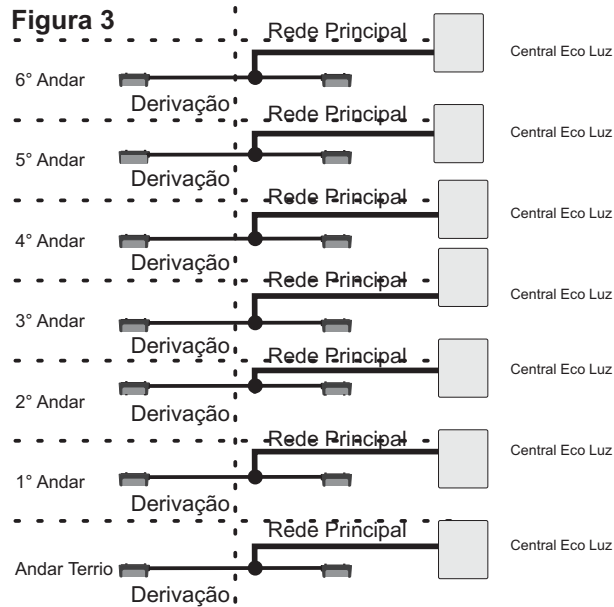 Figura 3
Rede Principal
Central Eco Luz
6° Andar
Derivação
Rede Principal
Central Eco Luz
5° Andar
Derivação
Rede Principal
Central Eco Luz
4° Andar
Derivação
Rede Principal
Central Eco Luz
3° Andar
Derivação
Rede Principal
Central Eco Luz
2° Andar
Derivação
Rede Principal
Central Eco Luz
1° Andar
Derivação
Rede Principal
Central Eco Luz
Andar Terrio
Derivação